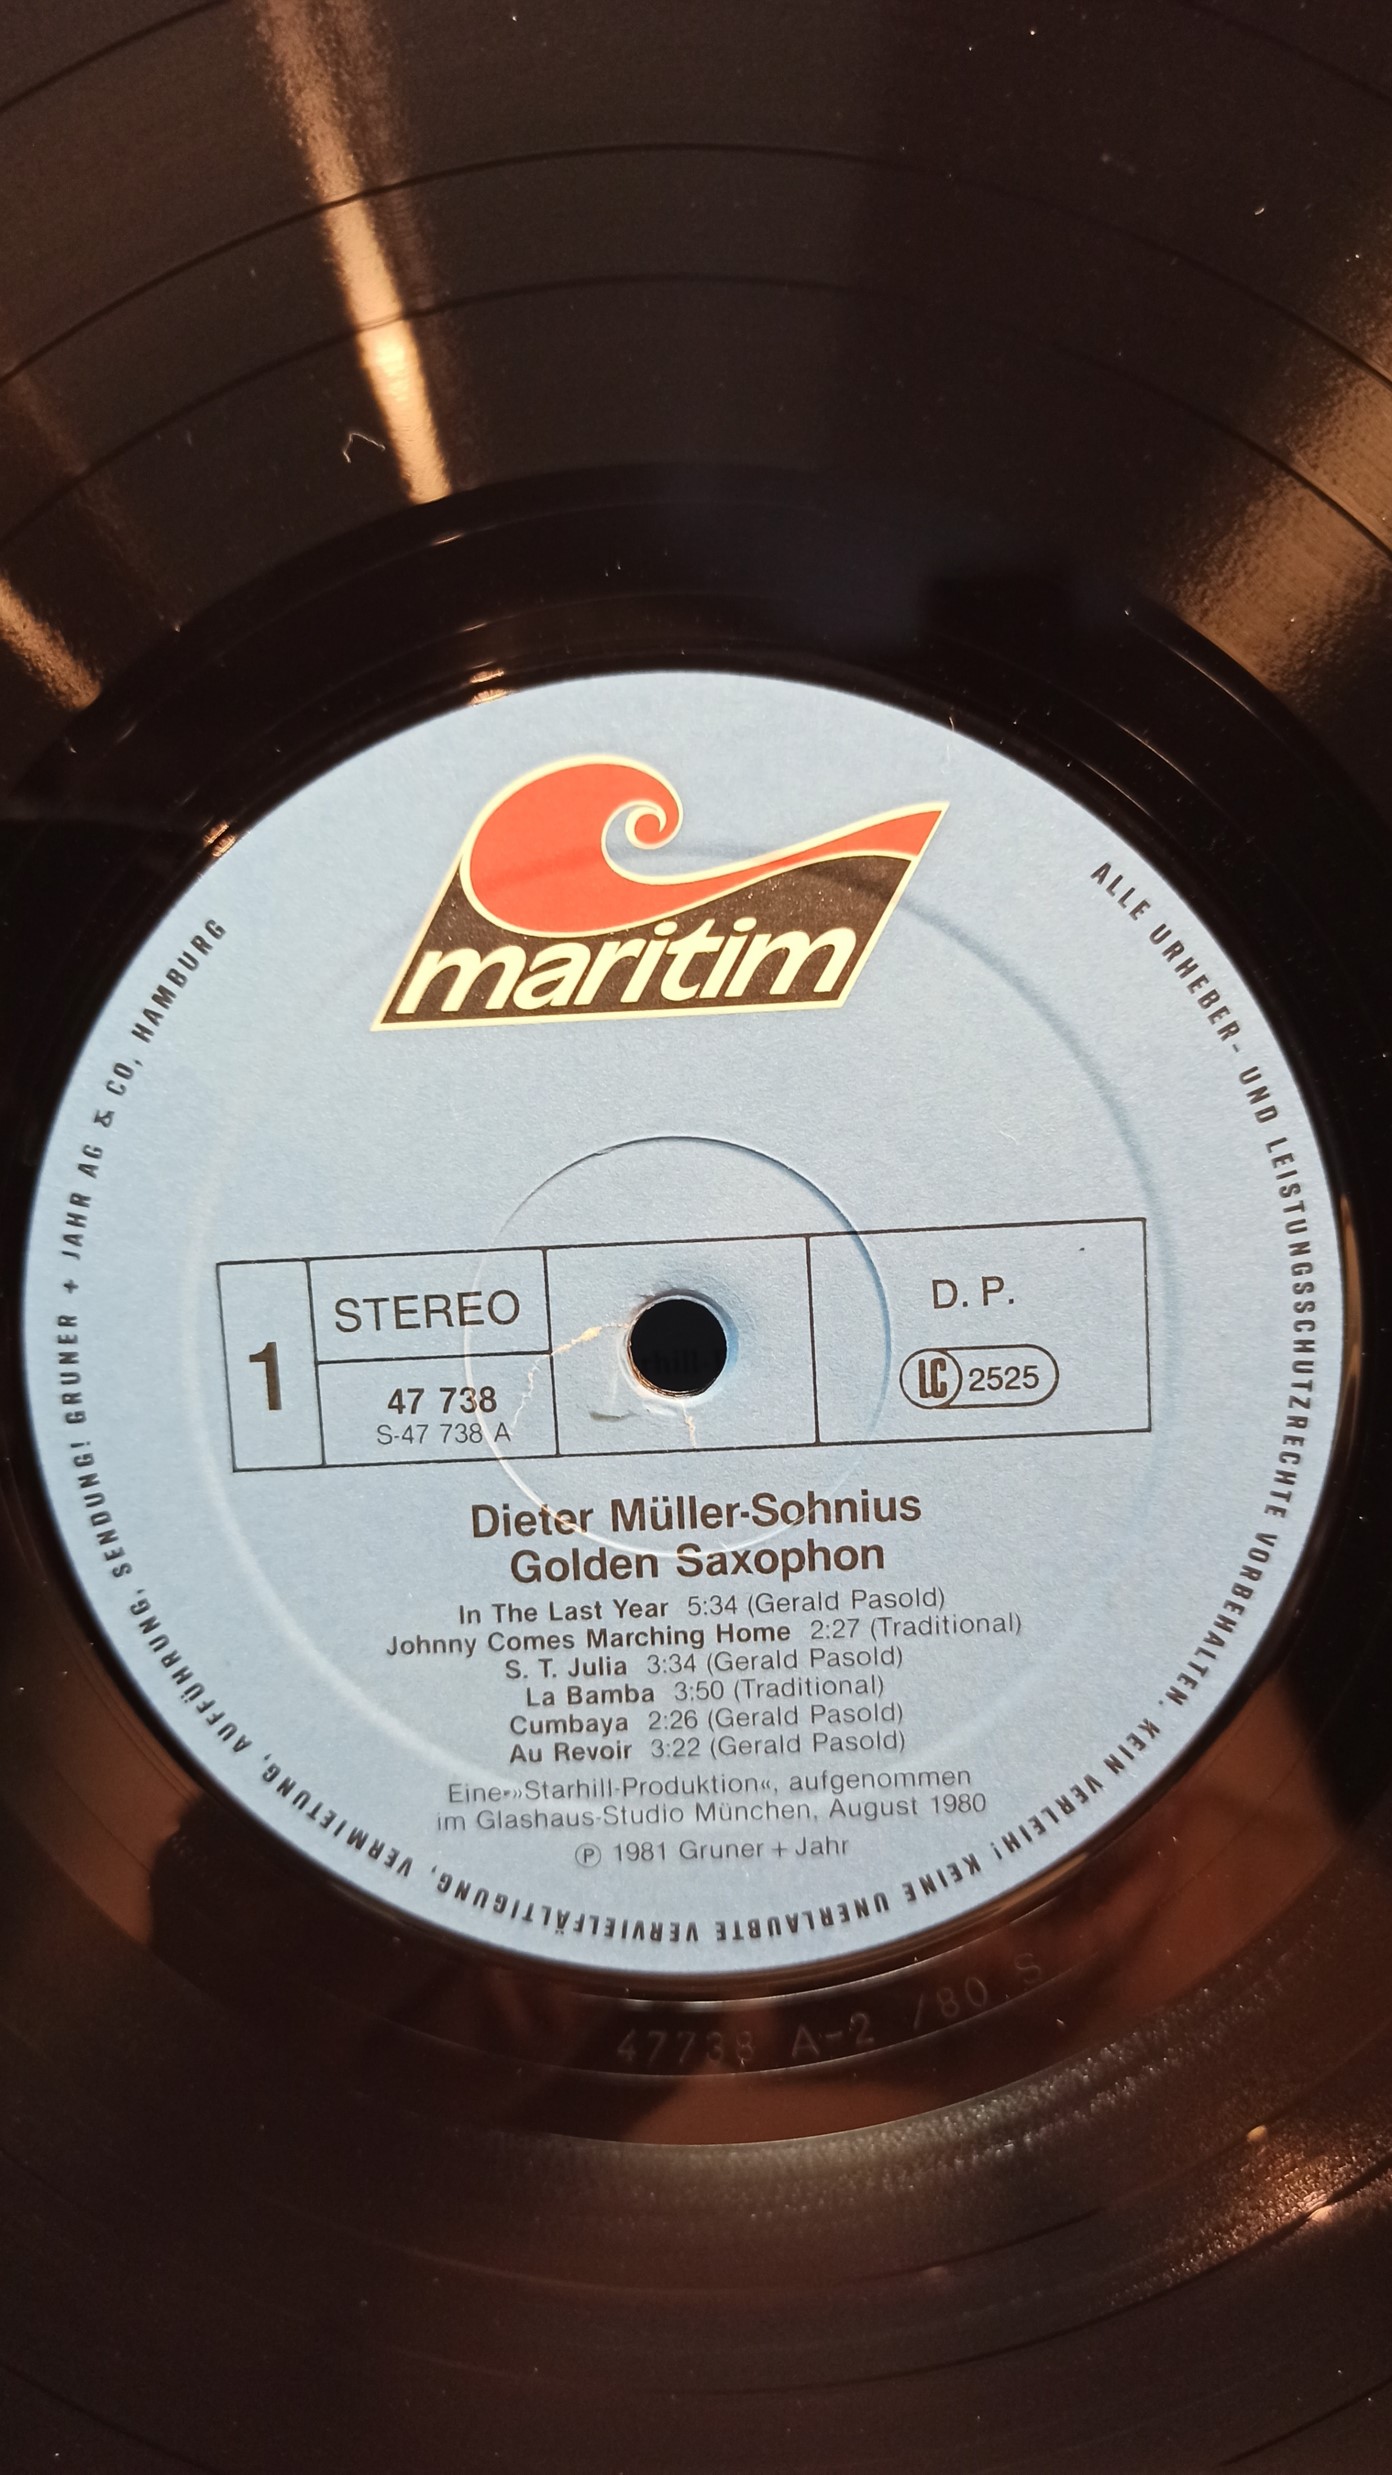 maritim
1
STEREO
47 738
S-47 738 A
D. P.
LC 2525
Dieter Müller-Sohnius
Golden Saxophon
In The Last Year 5:34 (Gerald Pasold)
Johnny Comes Marching Home 2:27 (Traditional)
S. T. Julia 3:34 (Gerald Pasold)
La Bamba 3:50 (Traditional)
Cumbaya 2:26 (Gerald Pasold)
Au Revoir 3:22 (Gerald Pasold)
Eine »Starhill-Produktion«, aufgenommen
im Glashaus-Studio München, August 1980
Ⓟ 1981 Gruner + Jahr
ALLE URHEBER- UND LEISTUNGSSCHUTZRECHTE VORBEHALTEN. KEIN VERLEIH! KEINE UNERLAUBTE VERVIELFÄLTIGUNG, VERMIETUNG, AUFFÜHRUNG, SENDUNG! GRUNER + JAHR AG & CO, HAMBURG
47738 A-2 /80 S